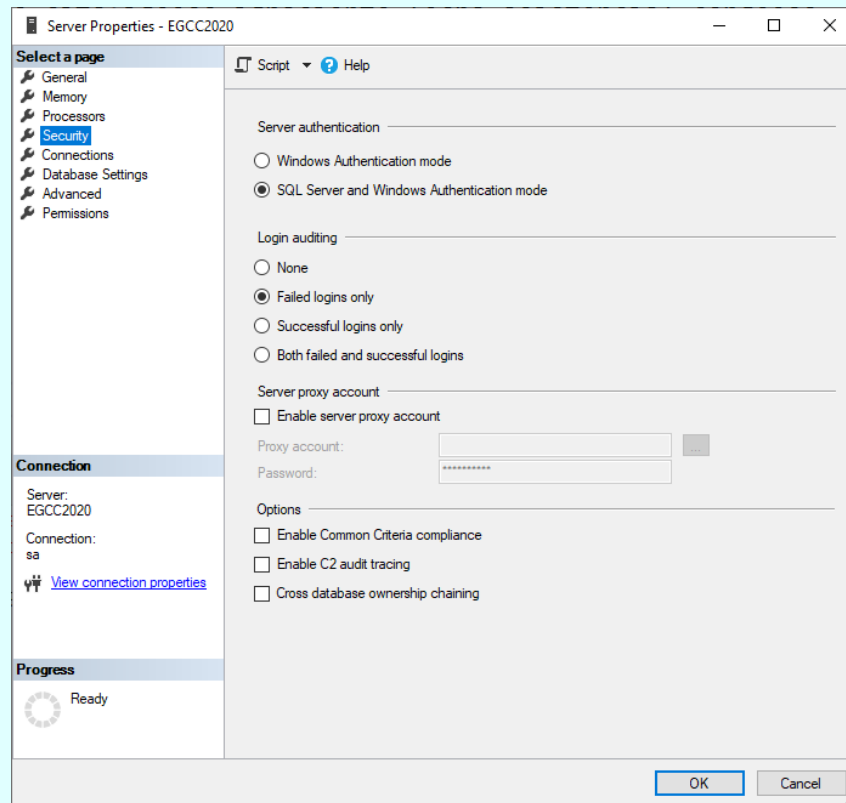 Server Properties - EGCC2020
Select a page
General
Memory
Processors
Security
Connections
Database Settings
Advanced
Permissions
Script
Help
Server authentication
Windows Authentication mode
SQL Server and Windows Authentication mode
Login auditing
None
Failed logins only
Successful logins only
Both failed and successful logins
Server proxy account
Enable server proxy account
Proxy account:
...
Password:
**********
Options
Enable Common Criteria compliance
Enable C2 audit tracing
Cross database ownership chaining
Connection
Server:
EGCC2020
Connection:
sa
View connection properties
Progress
Ready
OK
Cancel